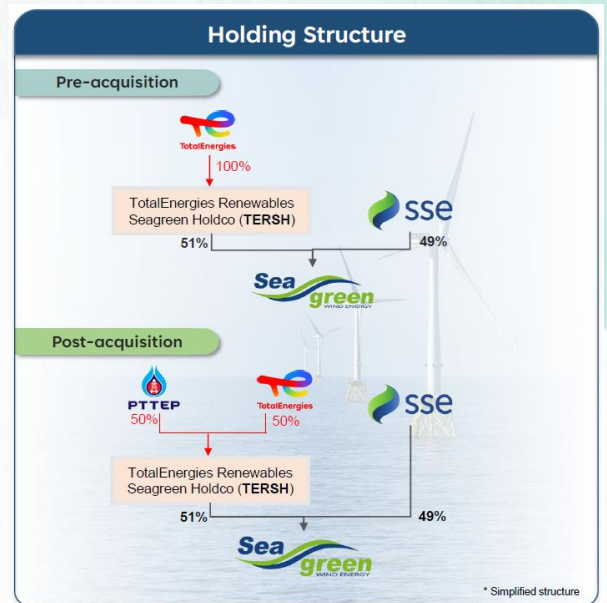 Holding Structure
Pre-acquisition
TotalEnergies
100%
TotalEnergies Renewables
Seagreen Holdco (TERSH)
sse
51%
49%
Sea
green
WIND ENERGY
Post-acquisition
PTTEP
TotalEnergies
sse
50%
50%
TotalEnergies Renewables
Seagreen Holdco (TERSH)
51%
49%
Sea
green
WIND ENERGY
* Simplified structure